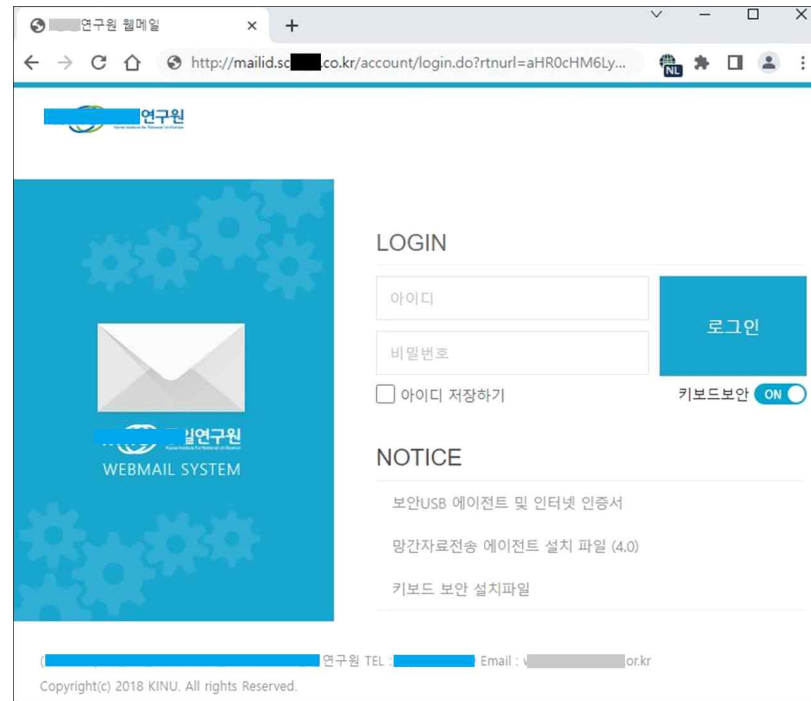 연구원 웹메일
http://mailid.sc .co.kr/account/login.do?rtnurl=aHR0cHM6Ly...
NL
연구원
LOGIN
아이디
비밀번호
로그인
아이디 저장하기
키보드보안 ON
일연구원
WEBMAIL SYSTEM
NOTICE
보안USB 에이전트 및 인터넷 인증서
망간자료전송 에이전트 설치 파일 (4.0)
키보드 보안 설치파일
( 연구원 TEL : Email : or.kr
Copyright(c) 2018 KINU. All rights Reserved.